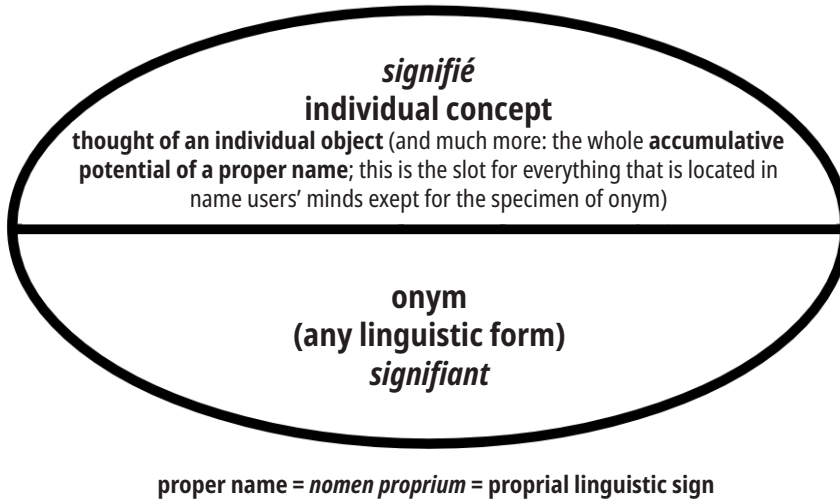 signifié
individual concept
thought of an individual object (and much more: the whole accumulative
potential of a proper name; this is the slot for everything that is located in
name users’ minds exept for the specimen of onym)
onym
(any linguistic form)
signifiant
proper name = nomen proprium = proprial linguistic sign